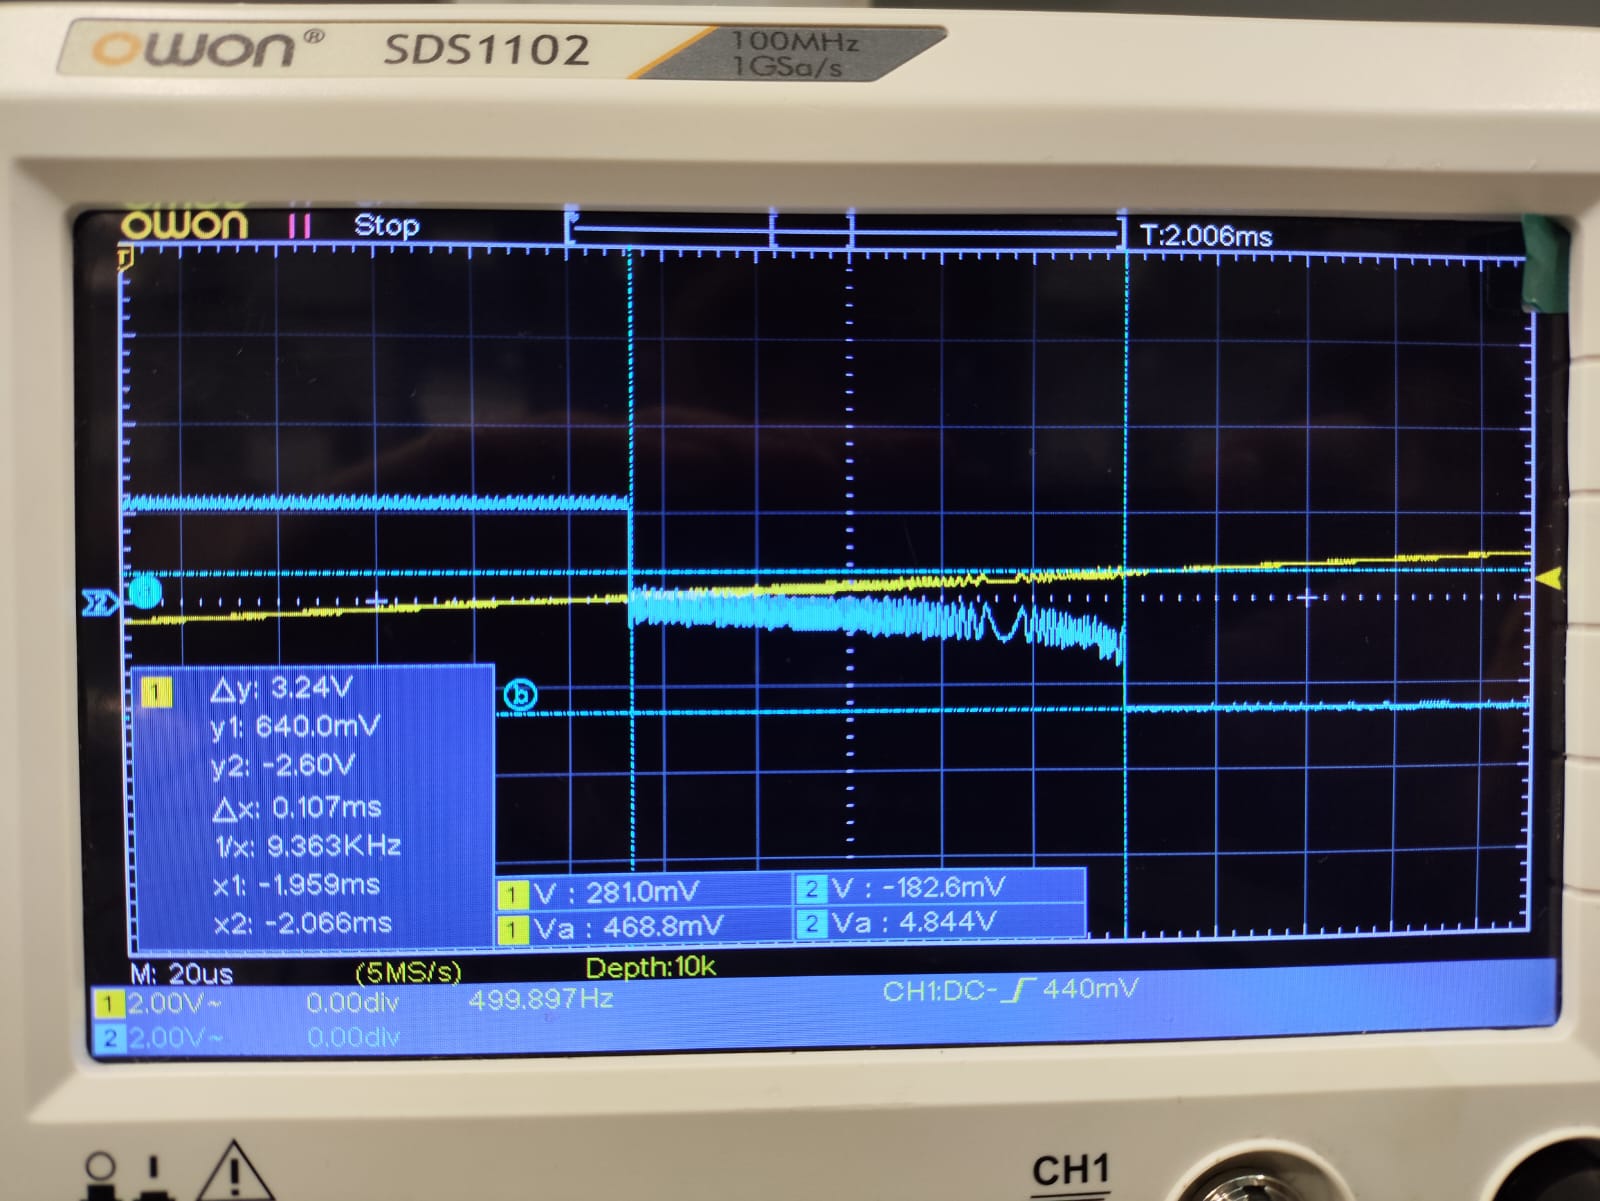 owon® SDS1102 100MHz
1GSa/s
owon Stop T:2.006ms
T
2
b
1 Δy: 3.24V
y1: 640.0mV
y2: -2.60V
Δx: 0.107ms
1/x: 9.363KHz
x1: -1.959ms
x2: -2.066ms
1 V : 281.0mV 2 V : -182.6mV
1 Va : 468.8mV 2 Va : 4.844V
M: 20us (5MS/s) Depth:10k
1 2.00V~ 0.00div 499.897Hz CH1:DC- 440mV
2 2.00V~ 0.00div
CH1